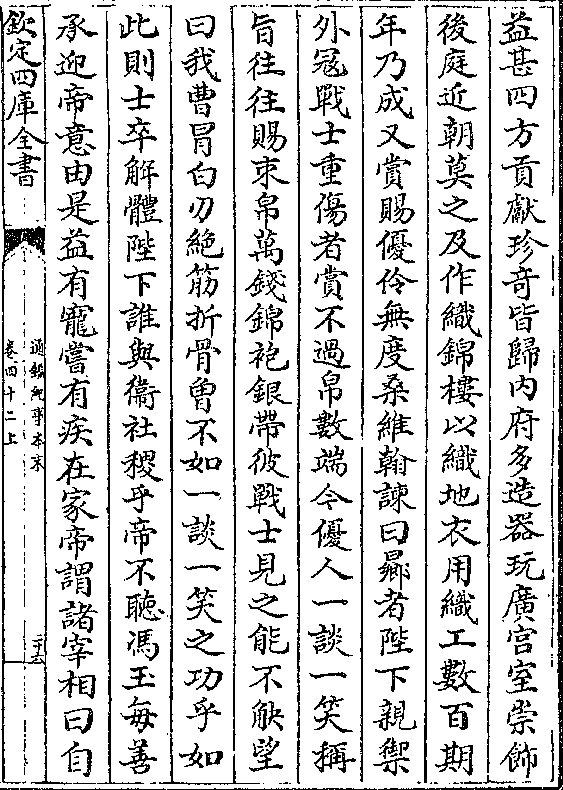 益甚四方貢獻珍奇皆歸内府多造器玩廣宫室崇飾
後庭近朝莫之及作織錦樓以織地衣用織工數百期
年乃成又賞賜優伶無度桑維翰諫曰曏者陛下親禦
外冦戰士重傷者賞不過帛數端今優人一談一笑稱
旨往往賜束帛萬錢錦袍銀帶彼戰士見之能不觖望
曰我曹冒白刃絶筋折骨曽不如一談一笑之功乎如
此則士卒解體陛下誰與衞社稷乎帝不聽馮玉毎善
承迎帝意由是益有寵嘗有疾在家帝謂諸宰相曰自
欽定四庫全書
通鑑紀事本末
卷四十二上
二十六